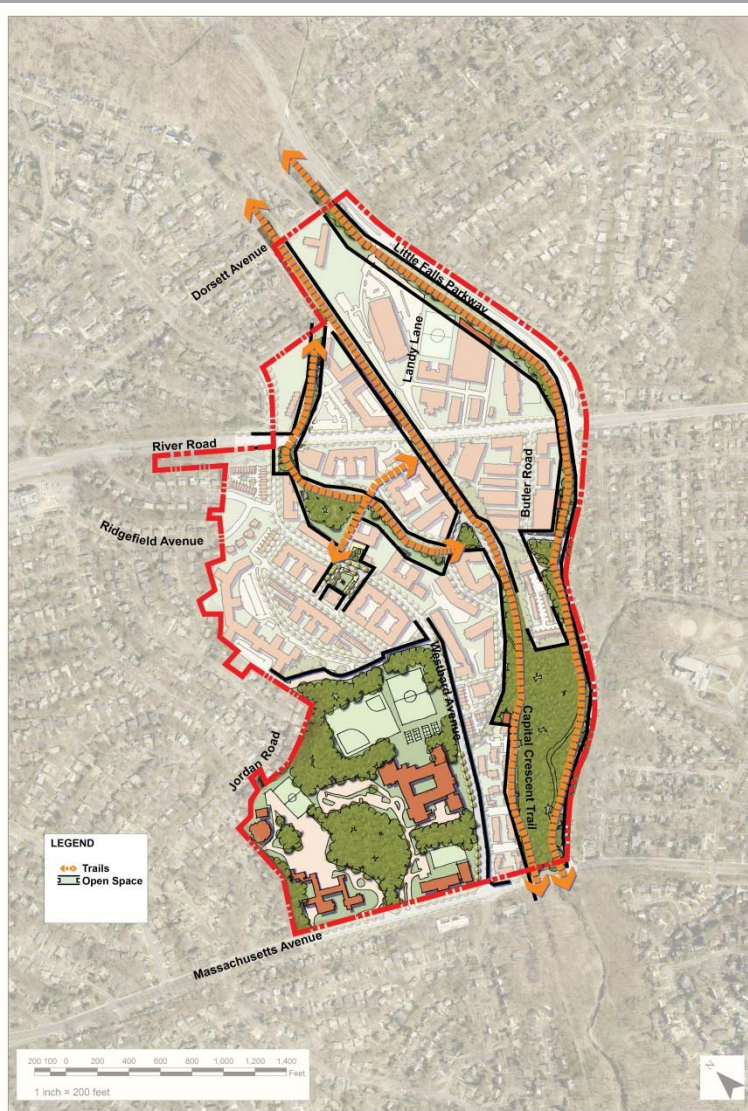 Dorsett Avenue
Little Falls Parkway
Landy Lane
River Road
Butler Road
Ridgefield Avenue
Westbard Avenue
Capital Crescent Trail
Jordan Road
LEGEND
Trails
Open Space
Massachusetts Avenue
200 100 0 200 400 600 800 1,000 1,200 1,400
Feet
1 inch = 200 feet
N